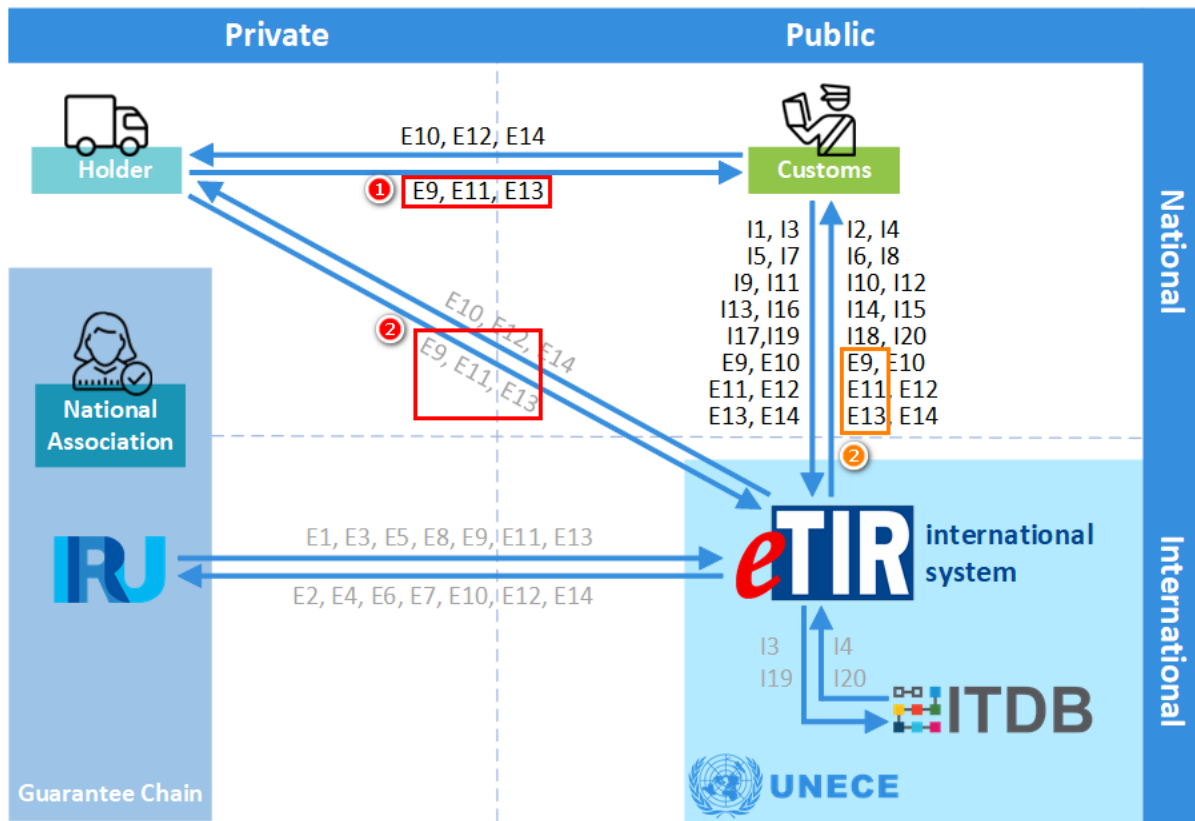 Private
Public
National
International
Holder
E10, E12, E14
1
E9, E11, E13
Customs
I1, I3
I5, I7
I9, I11
I13, I16
I17,I19
E9, E10
E11, E12
E13, E14
I2, I4
I6, I8
I10, I12
I14, I15
I18, I20
E9, E10
E11, E12
E13, E14
2
E10, E12, E14
2
E9, E11, E13
National
Association
IRU
E1, E3, E5, E8, E9, E11, E13
E2, E4, E6, E7, E10, E12, E14
eTIR
international
system
I3
I19
I4
I20
ITDB
UNECE
Guarantee Chain